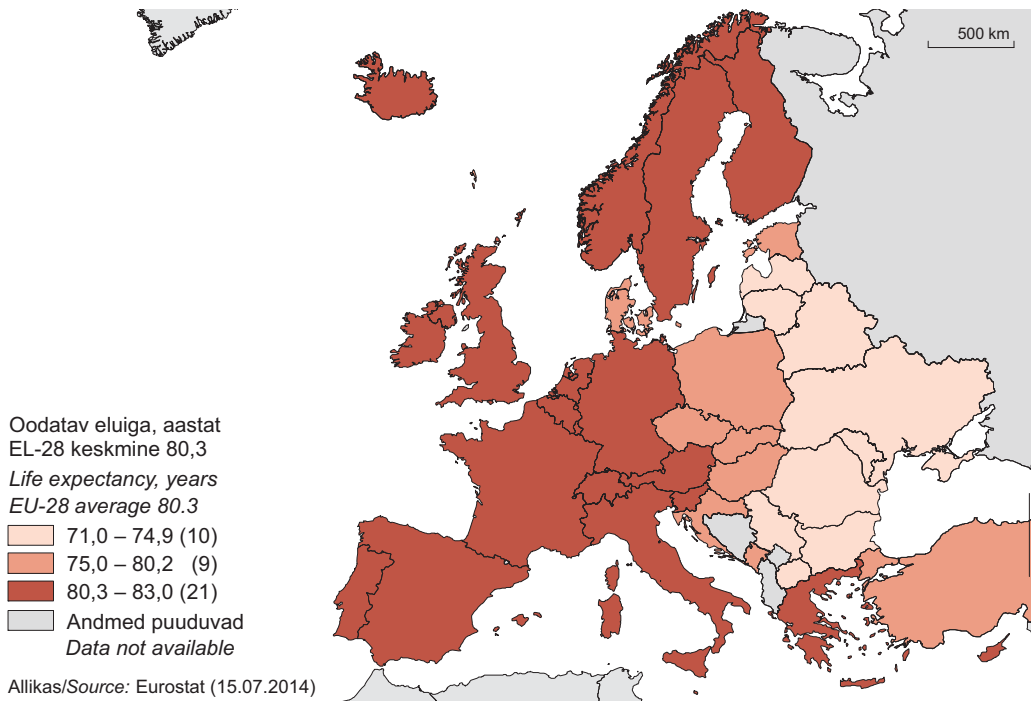 500 km
Oodatav eluiga, aastat
EL-28 keskmine 80,3
Life expectancy, years
EU-28 average 80.3
71,0 – 74,9 (10)
75,0 – 80,2 (9)
80,3 – 83,0 (21)
Andmed puuduvad
Data not available
Allikas/Source: Eurostat (15.07.2014)